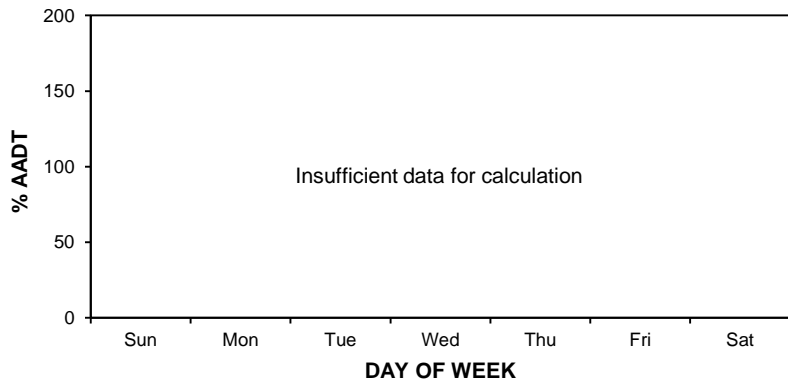 200
150
100
50
0
% AADT
Insufficient data for calculation
Sun Mon Tue Wed Thu Fri Sat
DAY OF WEEK